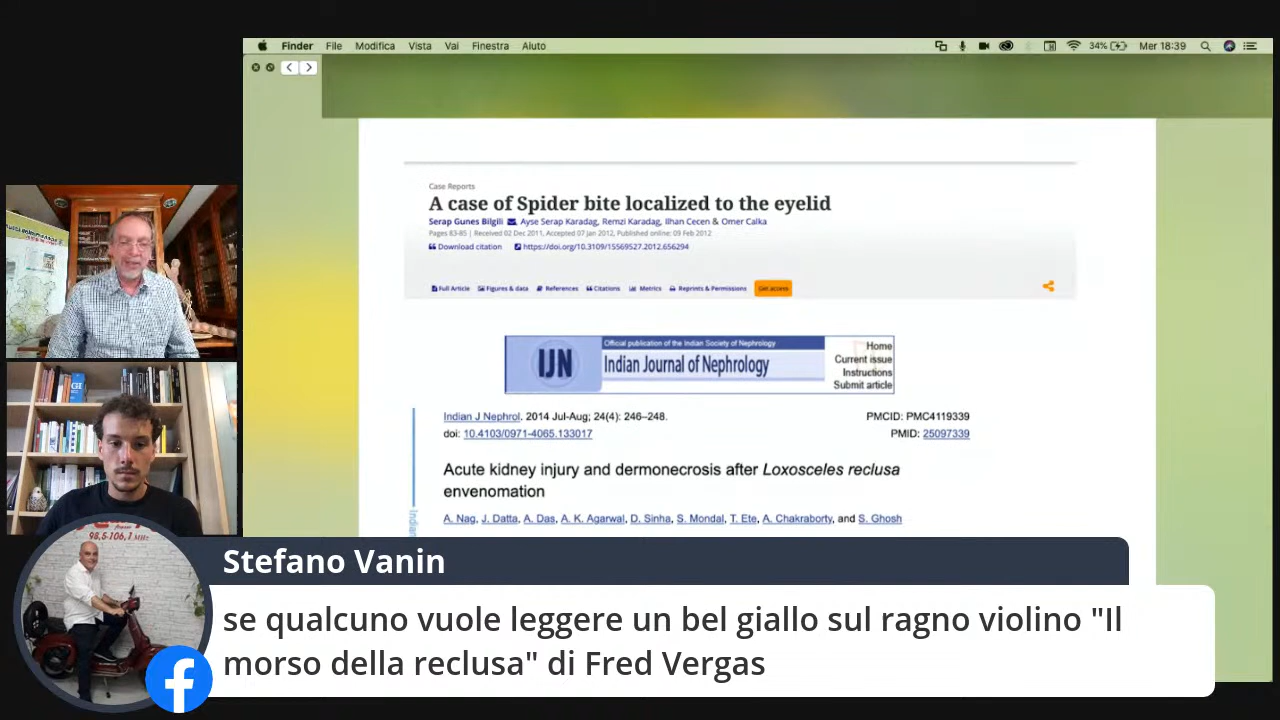 Finder File Modifica Vista Vai Finestra Aiuto 34% Mer 18:39
Case Reports
A case of Spider bite localized to the eyelid
Serap Gunes Bilgili, Ayse Serap Karadag, Remzi Karadag, Ilhan Cecen & Omer Calka
Pages 83-85 | Received 02 Dec 2011, Accepted 07 Jan 2012, Published online: 09 Feb 2012
Download citation https://doi.org/10.3109/15569527.2012.656294
Full Article Figures & data References Citations Metrics Reprints & Permissions Get access
IJN
Official publication of the Indian Society of Nephrology
Indian Journal of Nephrology
Home
Current issue
Instructions
Submit article
Indian J Nephrol. 2014 Jul-Aug; 24(4): 246–248.
PMCID: PMC4119339
doi: 10.4103/0971-4065.133017
PMID: 25097339
Acute kidney injury and dermonecrosis after Loxosceles reclusa
envenomation
A. Nag, J. Datta, A. Das, A. K. Agarwal, D. Sinha, S. Mondal, T. Ete, A. Chakraborty, and S. Ghosh
98,5-106,1 MHz
Stefano Vanin
se qualcuno vuole leggere un bel giallo sul ragno violino "Il
morso della reclusa" di Fred Vergas